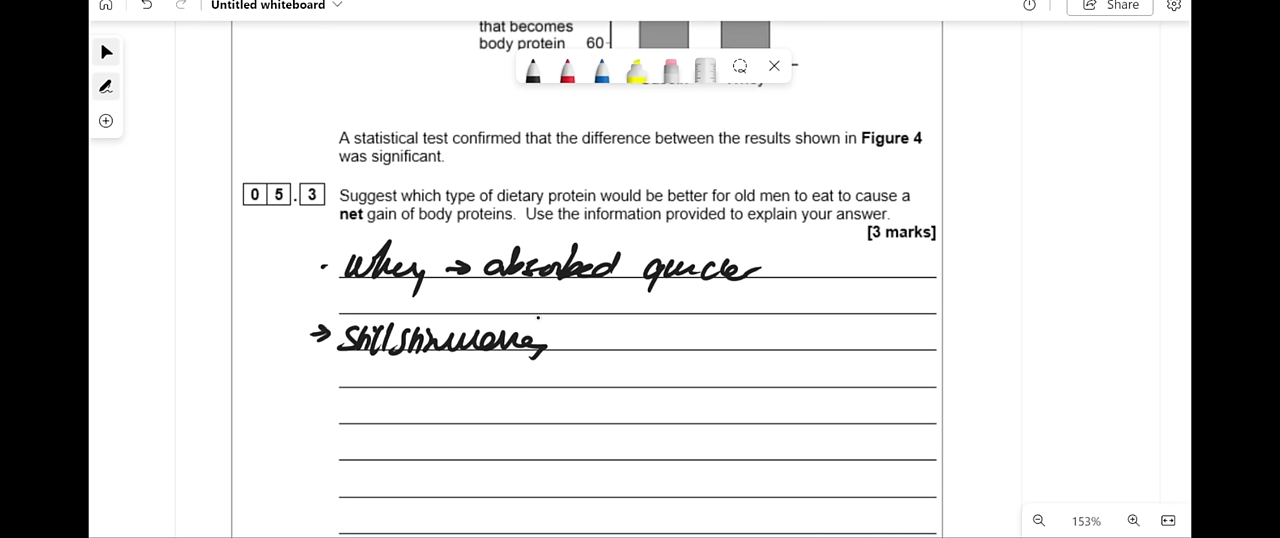 Untitled whiteboard
Share
that becomes
body protein 60
A statistical test confirmed that the difference between the results shown in Figure 4
was significant.
0 5 . 3 Suggest which type of dietary protein would be better for old men to eat to cause a
net gain of body proteins. Use the information provided to explain your answer.
[3 marks]
· Whey → absorbed quicker
→ Still
153%